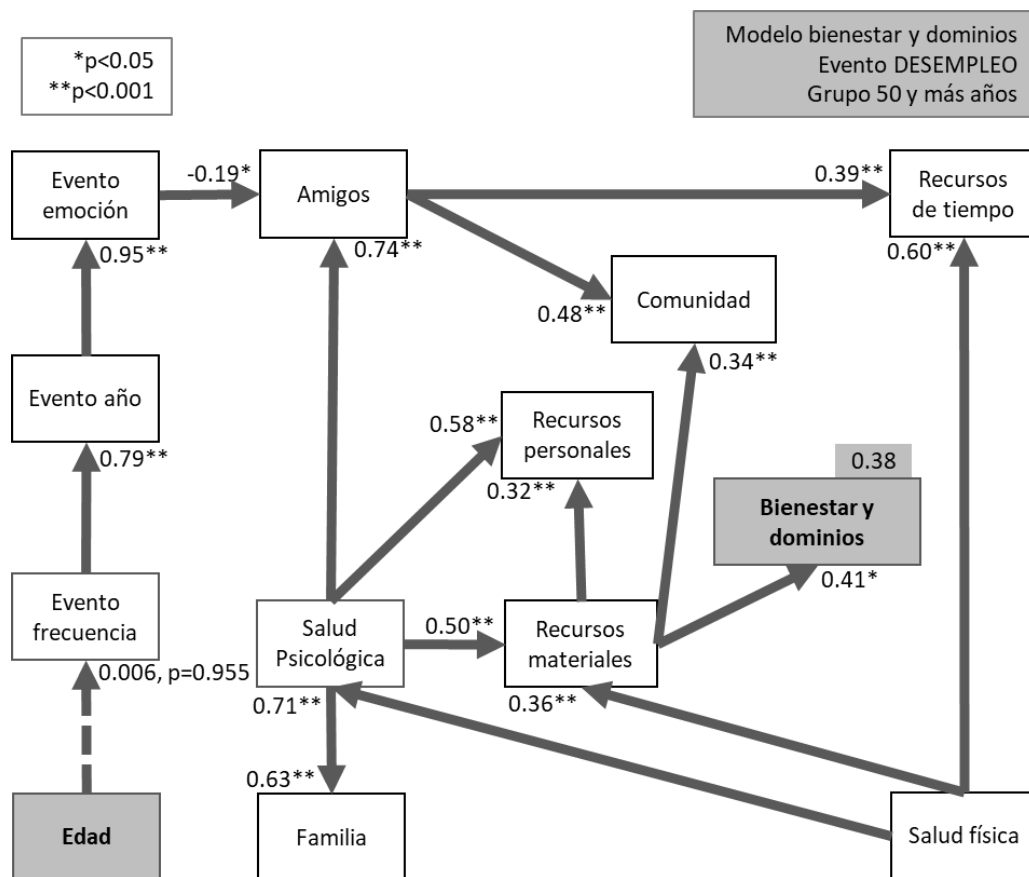 *p<0.05
**p<0.001
Modelo bienestar y dominios
Evento DESEMPLEO
Grupo 50 y más años
Evento
emoción
-0.19*
Amigos
0.39**
Recursos
de tiempo
0.95**
0.74**
0.60**
Comunidad
0.48**
0.34**
Evento año
0.79**
Recursos
personales
0.58**
0.32**
0.38
Bienestar y
dominios
0.41*
Evento
frecuencia
0.006, p=0.955
Salud
Psicológica
0.50**
Recursos
materiales
0.71**
0.36**
0.63**
Edad
Familia
Salud física